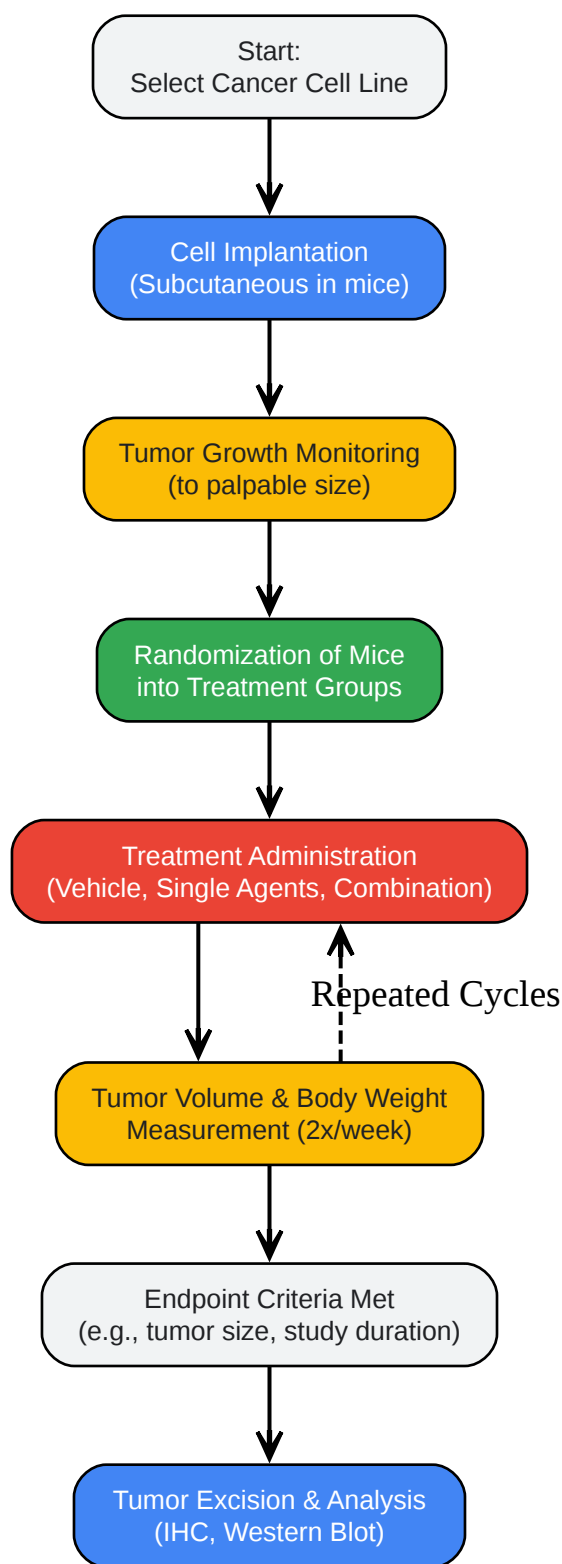 Start:
Select Cancer Cell Line
Cell Implantation
(Subcutaneous in mice)
Tumor Growth Monitoring
(to palpable size)
Randomization of Mice
into Treatment Groups
Treatment Administration
(Vehicle, Single Agents, Combination)
Repeated Cycles
Tumor Volume & Body Weight
Measurement (2x/week)
Endpoint Criteria Met
(e.g., tumor size, study duration)
Tumor Excision & Analysis
(IHC, Western Blot)